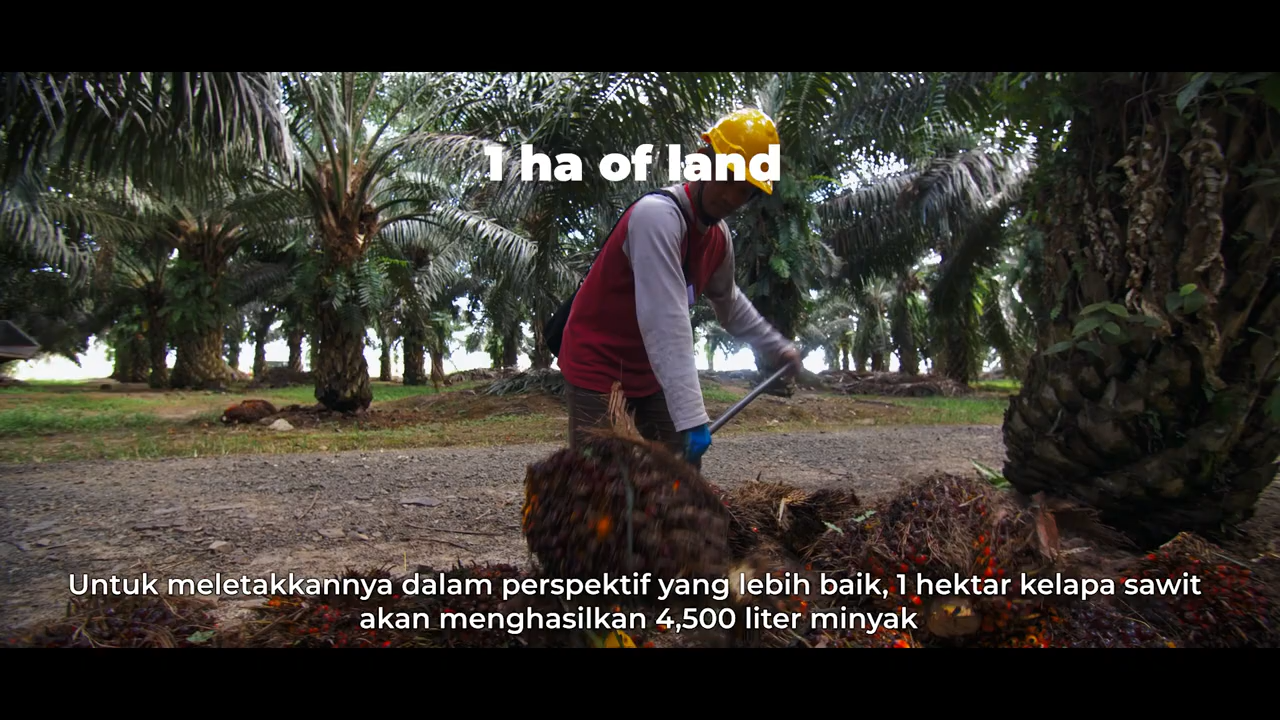 1 ha of land
Untuk meletakkannya dalam perspektif yang lebih baik, 1 hektar kelapa sawit
akan menghasilkan 4,500 liter minyak